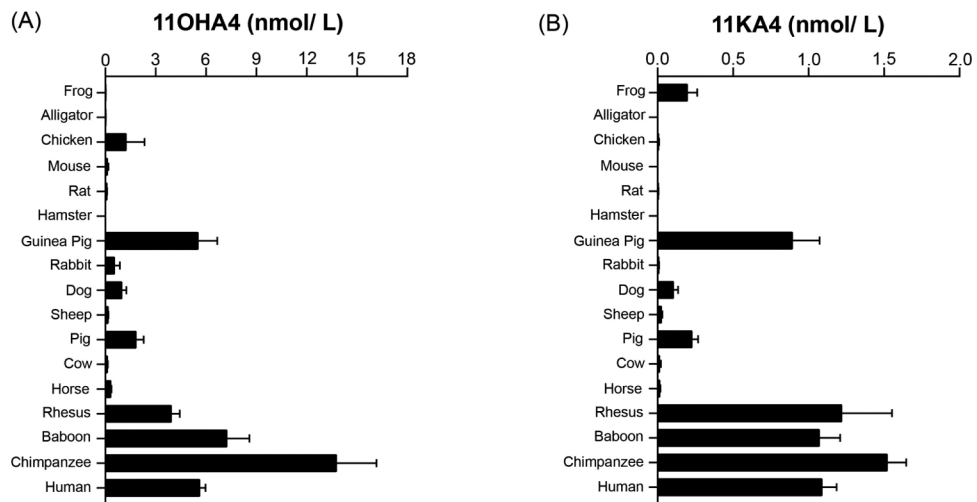 (A)
11OHA4 (nmol/ L)
0 3 6 9 12 15 18
Frog
Alligator
Chicken
Mouse
Rat
Hamster
Guinea Pig
Rabbit
Dog
Sheep
Pig
Cow
Horse
Rhesus
Baboon
Chimpanzee
Human
(B)
11KA4 (nmol/ L)
0.0 0.5 1.0 1.5 2.0
Frog
Alligator
Chicken
Mouse
Rat
Hamster
Guinea Pig
Rabbit
Dog
Sheep
Pig
Cow
Horse
Rhesus
Baboon
Chimpanzee
Human